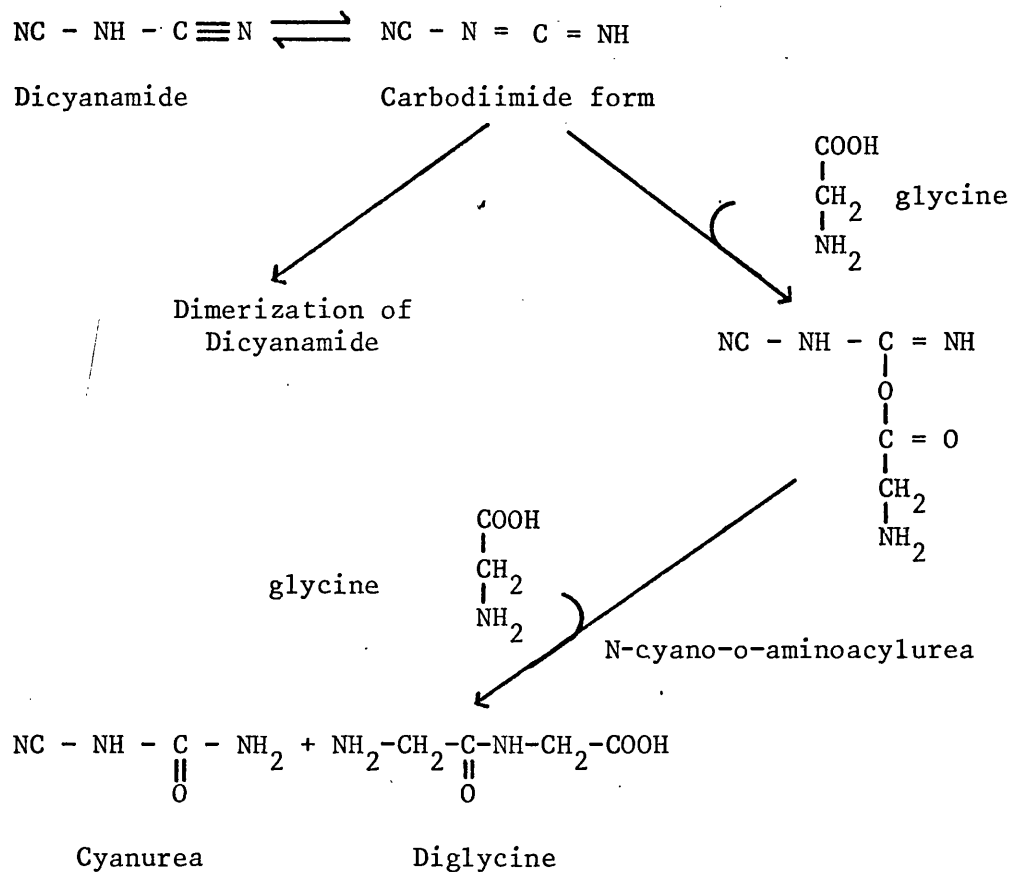 NC - NH - C≡N ⇌ NC - N = C = NH
Dicyanamide Carbodiimide form
COOH
CH2 glycine
NH2
Dimerization of
Dicyanamide
NC - NH - C = NH
O
C = O
CH2
NH2
COOH
glycine CH2
NH2
N-cyano-o-aminoacylurea
NC - NH - C - NH2 + NH2-CH2-C-NH-CH2-COOH
O O
Cyanurea Diglycine